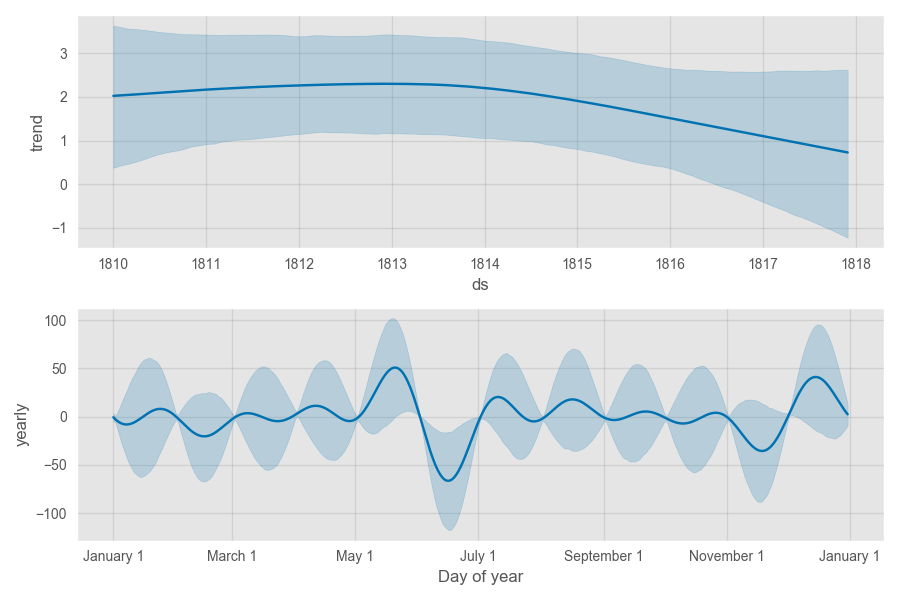 3
2
1
0
−1
trend
1810 1811 1812 1813 1814 1815 1816 1817 1818
ds
100
50
0
−50
−100
yearly
January 1 March 1 May 1 July 1 September 1 November 1 January 1
Day of year